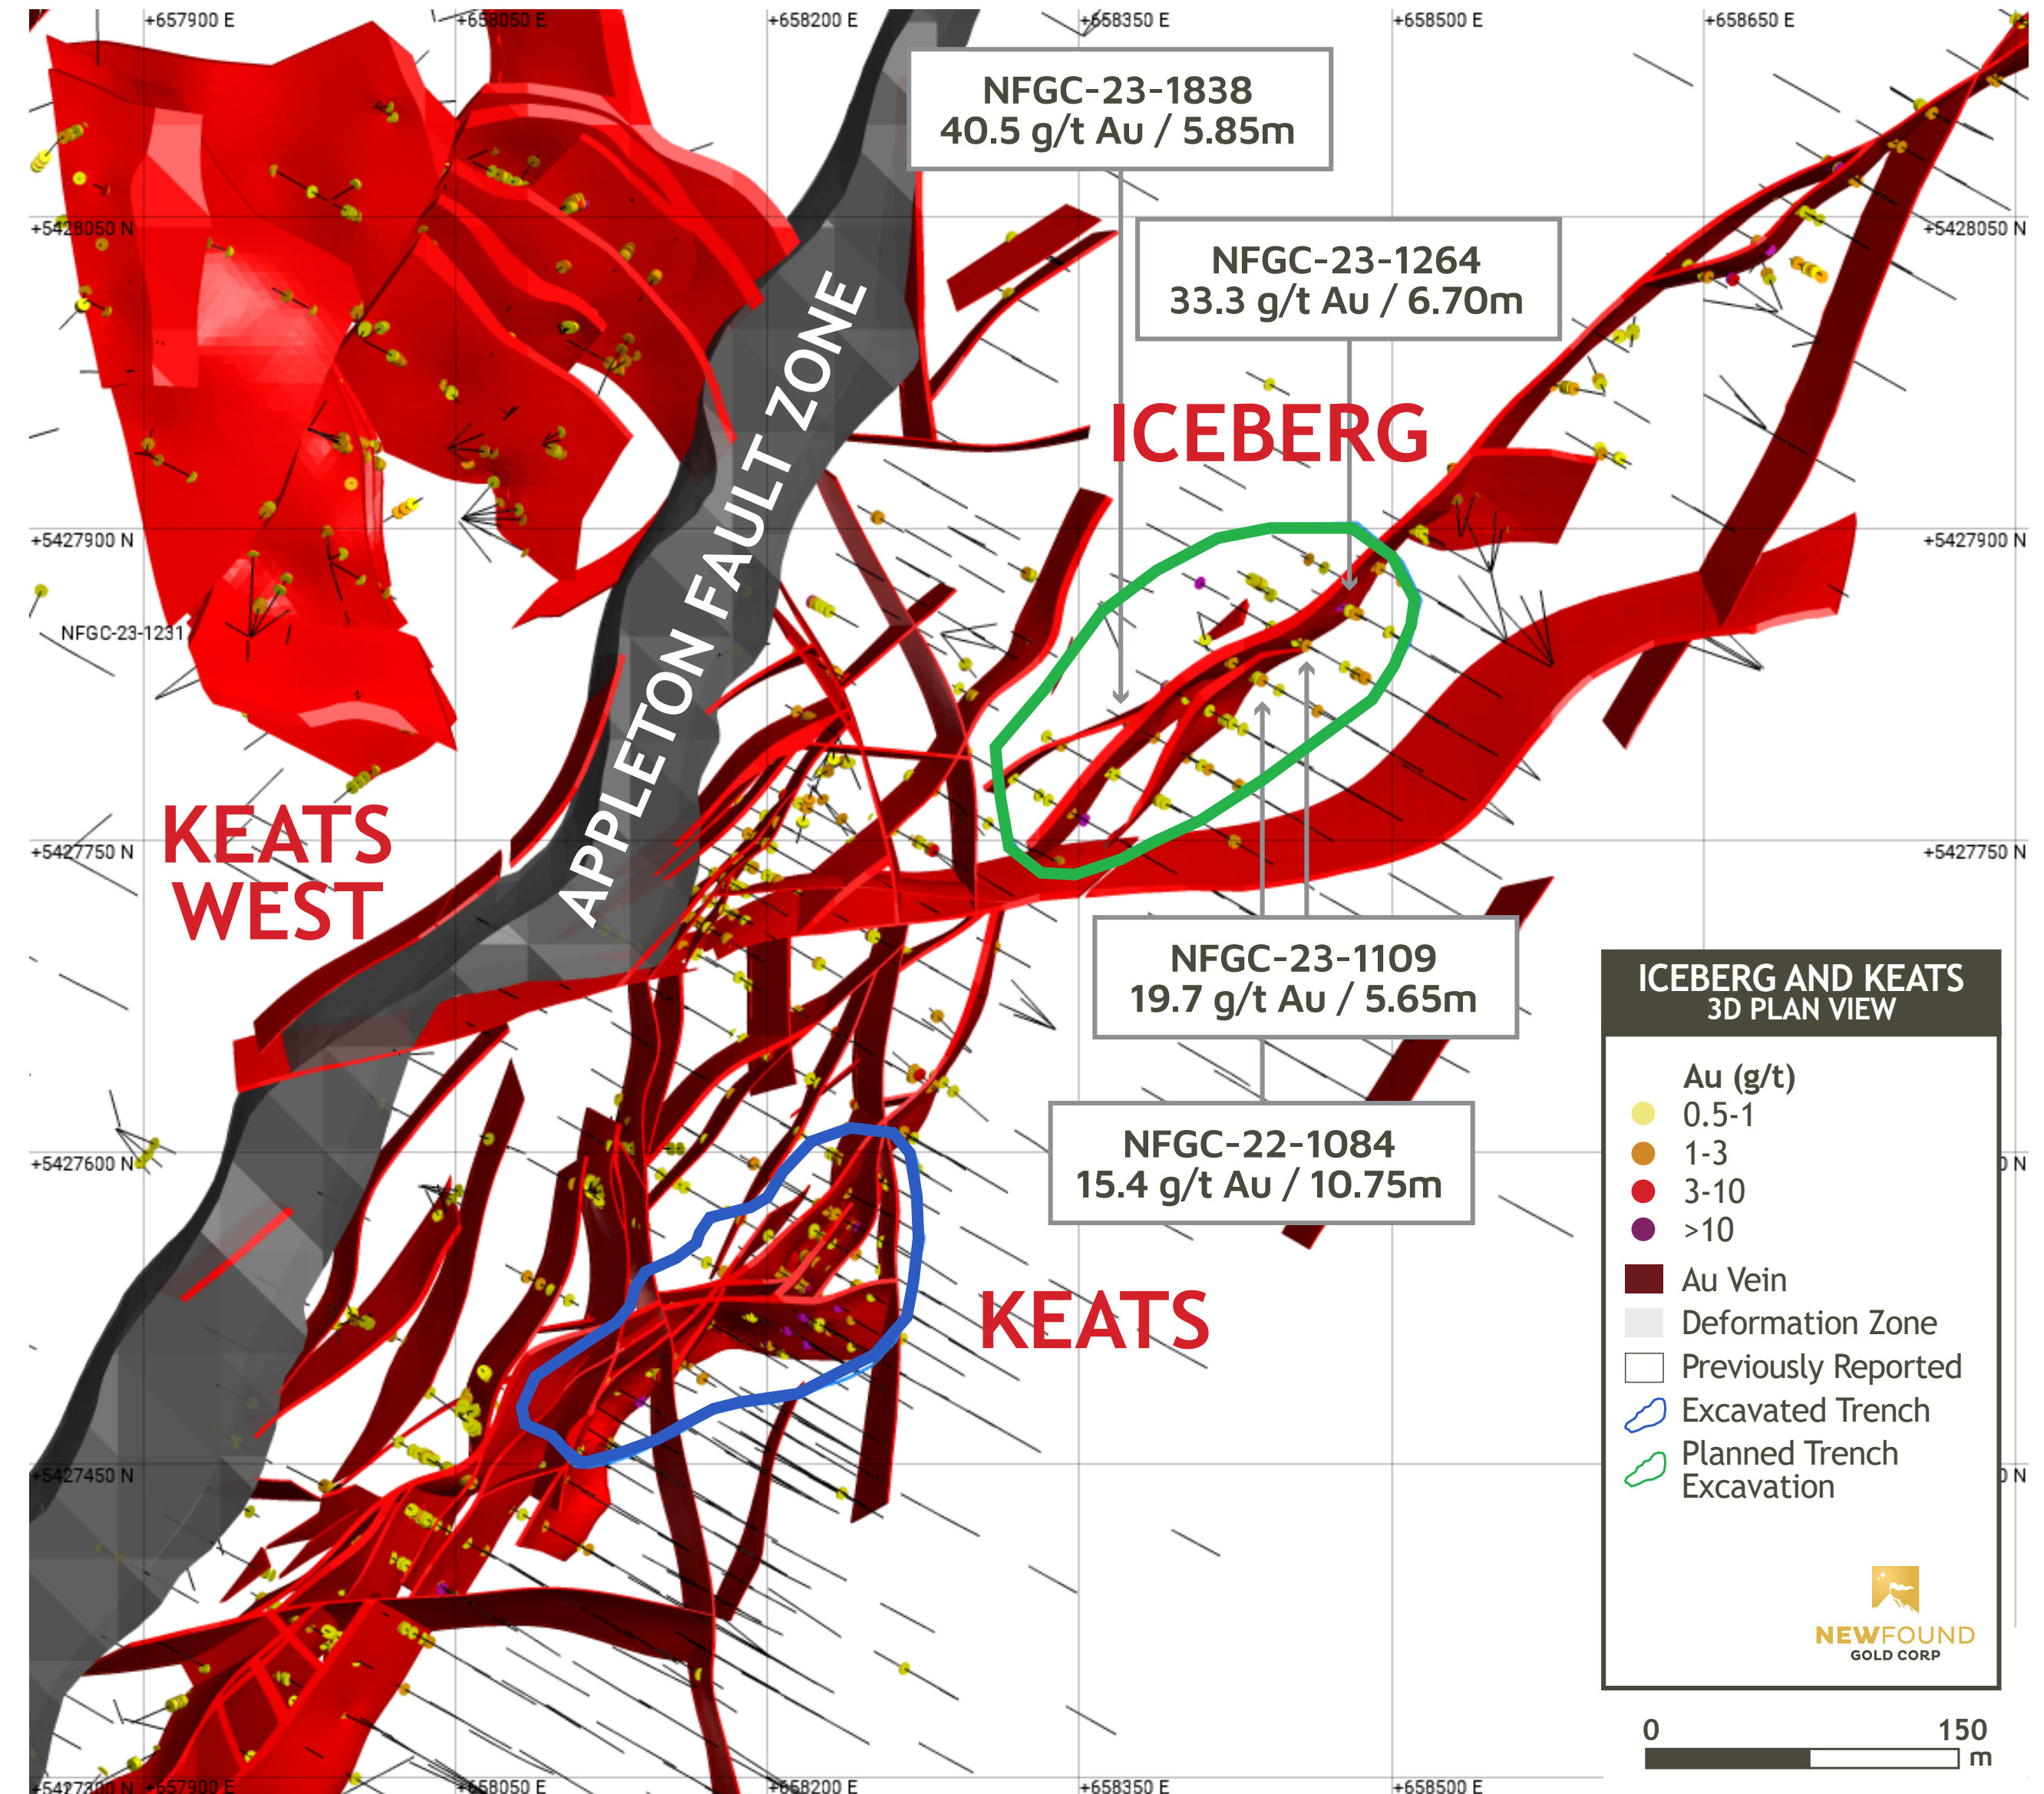 +657900 E
+658050 E
+658200 E
+658350 E
+658500 E
+658650 E
NFGC-23-1838
40.5 g/t Au / 5.85m
+5428050 N
+5428050 N
NFGC-23-1264
33.3 g/t Au / 6.70m
APPLETON FAULT ZONE
ICEBERG
+5427900 N
+5427900 N
NFGC-23-1231
KEATS
WEST
+5427750 N
+5427750 N
NFGC-23-1109
19.7 g/t Au / 5.65m
NFGC-22-1084
15.4 g/t Au / 10.75m
+5427600 N
0 N
KEATS
+5427450 N
0 N
ICEBERG AND KEATS
3D PLAN VIEW
Au (g/t)
0.5-1
1-3
3-10
>10
Au Vein
Deformation Zone
Previously Reported
Excavated Trench
Planned Trench
Excavation
NEWFOUND
GOLD CORP
0 150
m
+5427300 N
+657900 E
+658050 E
+658200 E
+658350 E
+658500 E